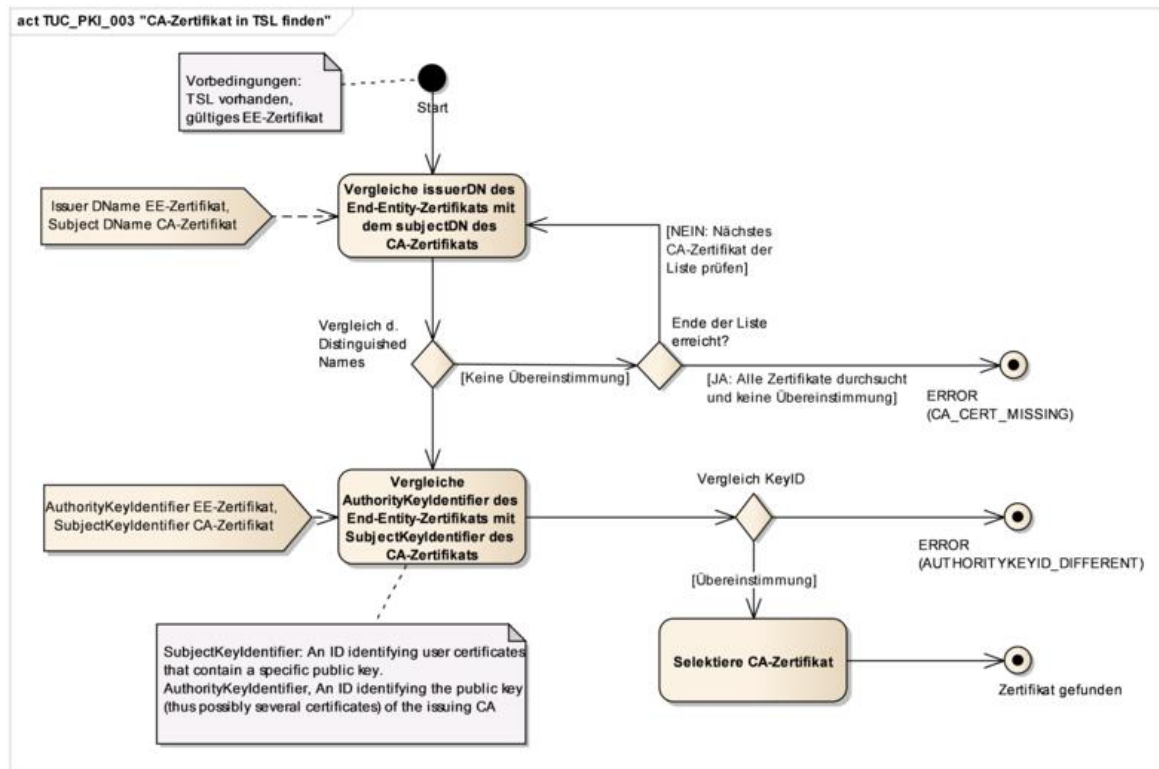 act TUC_PKI_003 "CA-Zertifikat in TSL finden"
Vorbedingungen:
TSL vorhanden,
gültiges EE-Zertifikat
Start
Issuer DName EE-Zertifikat,
Subject DName CA-Zertifikat
Vergleiche issuerDN des
End-Entity-Zertifikats mit
dem subjectDN des
CA-Zertifikats
[NEIN: Nächstes
CA-Zertifikat der
Liste prüfen]
Vergleich d.
Distinguished
Names
Ende der Liste
erreicht?
[Keine Übereinstimmung]
[JA: Alle Zertifikate durchsucht
und keine Übereinstimmung]
ERROR
(CA_CERT_MISSING)
AuthorityKeyIdentifier EE-Zertifikat,
SubjectKeyIdentifier CA-Zertifikat
Vergleiche
AuthorityKeyIdentifier des
End-Entity-Zertifikats mit
SubjectKeyIdentifier des
CA-Zertifikats
Vergleich KeyID
ERROR
(AUTHORITYKEYID_DIFFERENT)
[Übereinstimmung]
SubjectKeyIdentifier: An ID identifying user certificates
that contain a specific public key.
AuthorityKeyIdentifier, An ID identifying the public key
(thus possibly several certificates) of the issuing CA
Selektiere CA-Zertifikat
Zertifikat gefunden